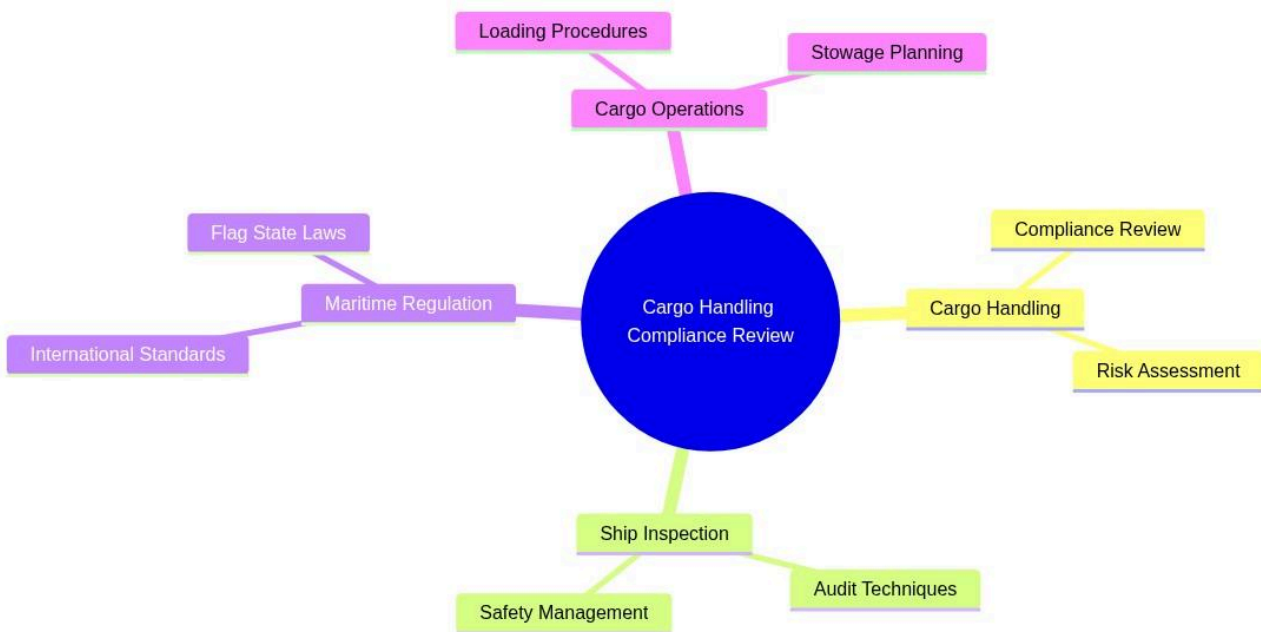 Loading Procedures
Stowage Planning
Cargo Operations
Flag State Laws
Compliance Review
Maritime Regulation
Cargo Handling
Compliance Review
Cargo Handling
International Standards
Risk Assessment
Ship Inspection
Audit Techniques
Safety Management